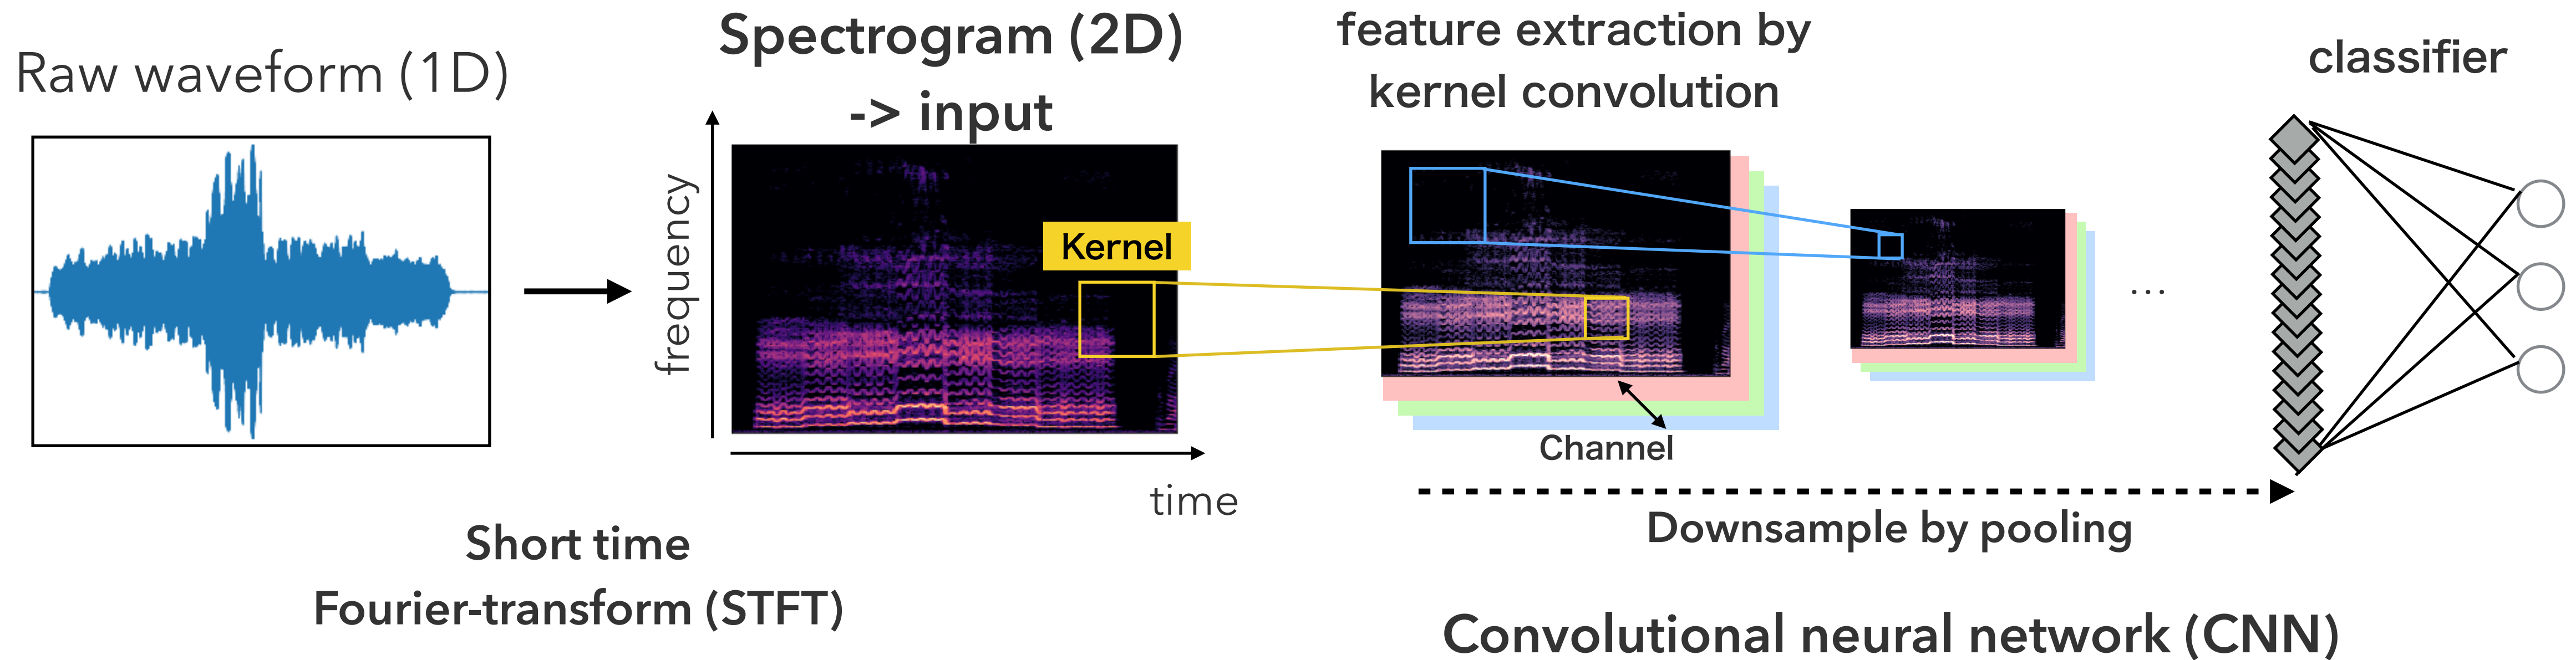 Raw waveform (1D)
Spectrogram (2D)
-> input
feature extraction by
kernel convolution
classifier
frequency
Kernel
...
Channel
time
Downsample by pooling
Short time
Fourier-transform (STFT)
Convolutional neural network (CNN)